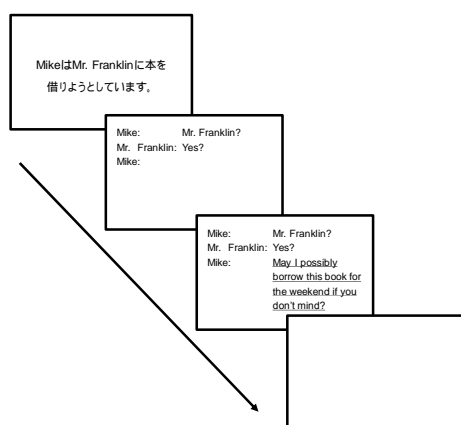 MikeはMr. Franklinに本を
借りようとしています。
Mike: Mr. Franklin?
Mr. Franklin: Yes?
Mike:
Mike: Mr. Franklin?
Mr. Franklin: Yes?
Mike: May I possibly
borrow this book for
the weekend if you
don't mind?